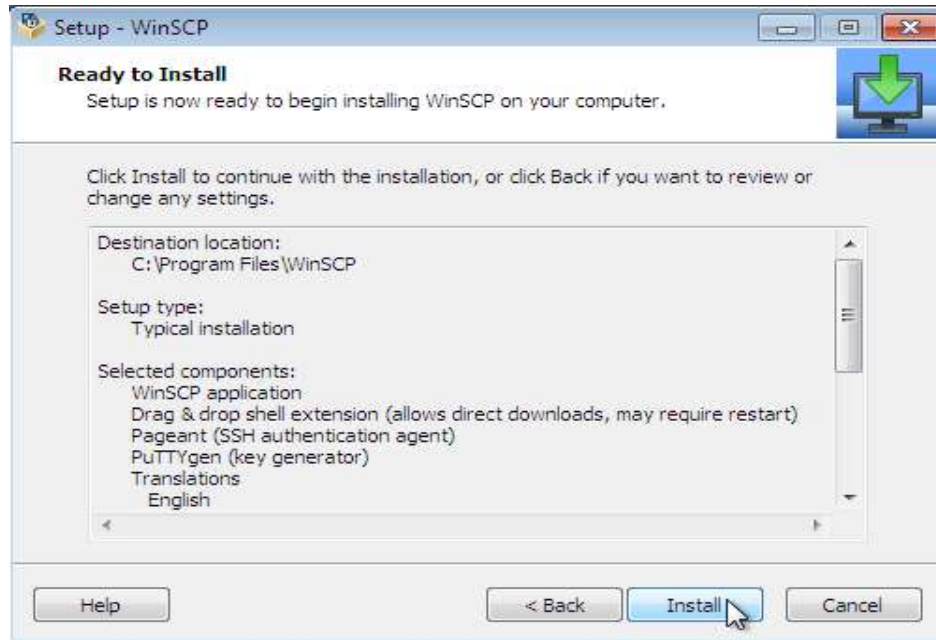 Setup - WinSCP
Ready to Install
Setup is now ready to begin installing WinSCP on your computer.
Click Install to continue with the installation, or click Back if you want to review or
change any settings.
Destination location:
C:\Program Files\WinSCP
Setup type:
Typical installation
Selected components:
WinSCP application
Drag & drop shell extension (allows direct downloads, may require restart)
Pageant (SSH authentication agent)
PuTTYgen (key generator)
Translations
English
Help
< Back
Install
Cancel